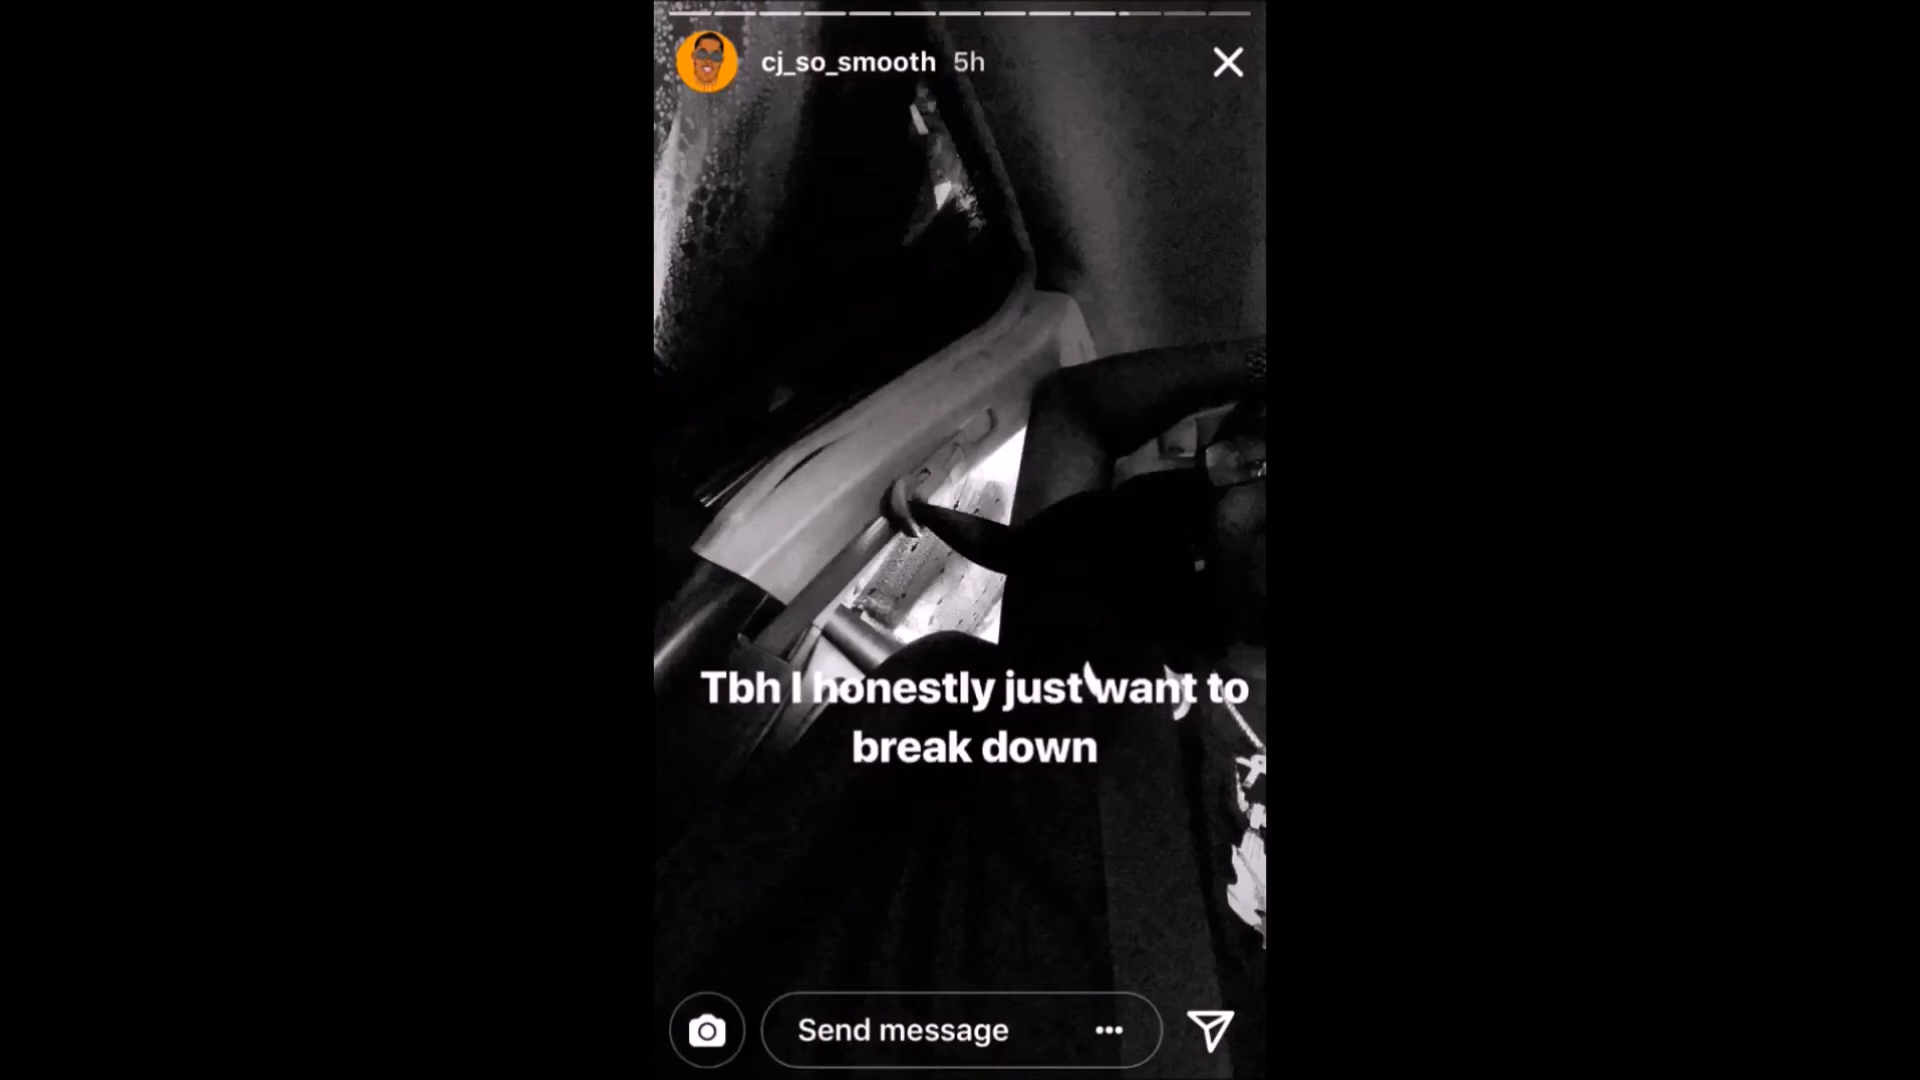 cj_so_smooth 5h
Tbh I honestly just want to
break down
Send message